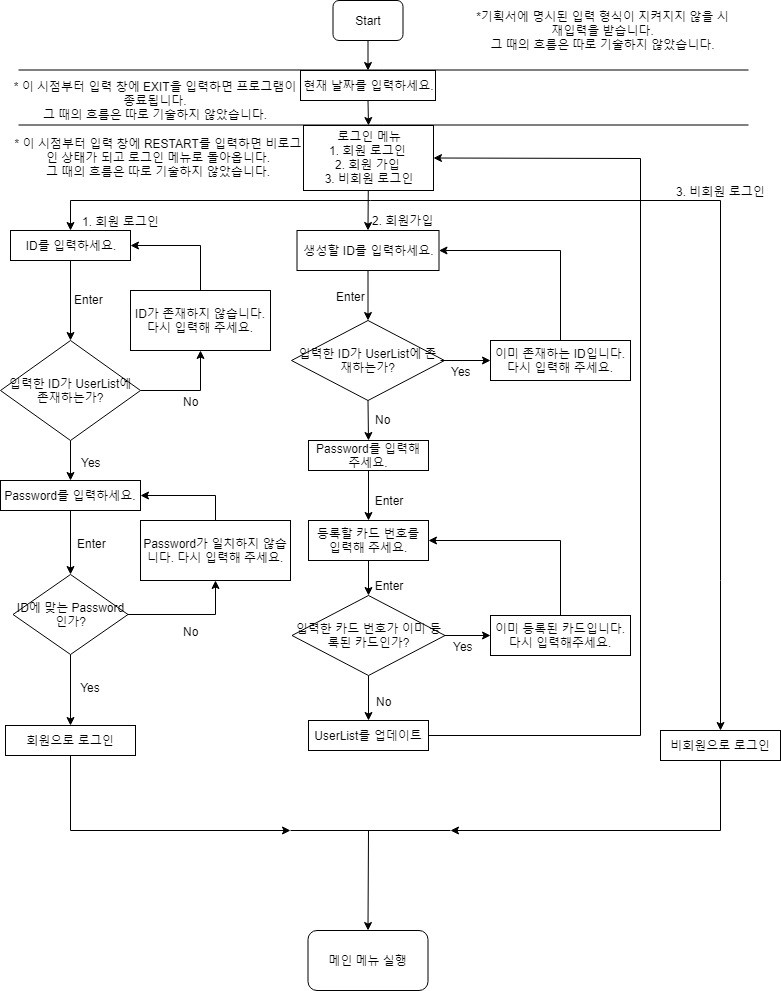 Start
*기획서에 명시된 입력 형식이 지켜지지 않을 시
재입력을 받습니다.
그 때의 흐름은 따로 기술하지 않았습니다.
* 이 시점부터 입력 창에 EXIT을 입력하면 프로그램이
종료됩니다.
그 때의 흐름은 따로 기술하지 않았습니다.
현재 날짜를 입력하세요.
* 이 시점부터 입력 창에 RESTART를 입력하면 비로그
인 상태가 되고 로그인 메뉴로 돌아옵니다.
그 때의 흐름은 따로 기술하지 않았습니다.
로그인 메뉴
1. 회원 로그인
2. 회원 가입
3. 비회원 로그인
3. 비회원 로그인
1. 회원 로그인
2. 회원가입
ID를 입력하세요.
생성할 ID를 입력하세요.
Enter
Enter
ID가 존재하지 않습니다.
다시 입력해 주세요.
입력한 ID가 UserList에 존
재하는가?
Yes
이미 존재하는 ID입니다.
다시 입력해 주세요.
입력한 ID가 UserList에
존재하는가?
No
No
Yes
Password를 입력해
주세요.
Password를 입력하세요.
Enter
Enter
Password가 일치하지 않습
니다. 다시 입력해 주세요.
등록할 카드 번호를
입력해 주세요.
Enter
ID에 맞는 Password
인가?
No
입력한 카드 번호가 이미 등
록된 카드인가?
Yes
이미 등록된 카드입니다.
다시 입력해주세요.
Yes
No
회원으로 로그인
UserList를 업데이트
비회원으로 로그인
메인 메뉴 실행